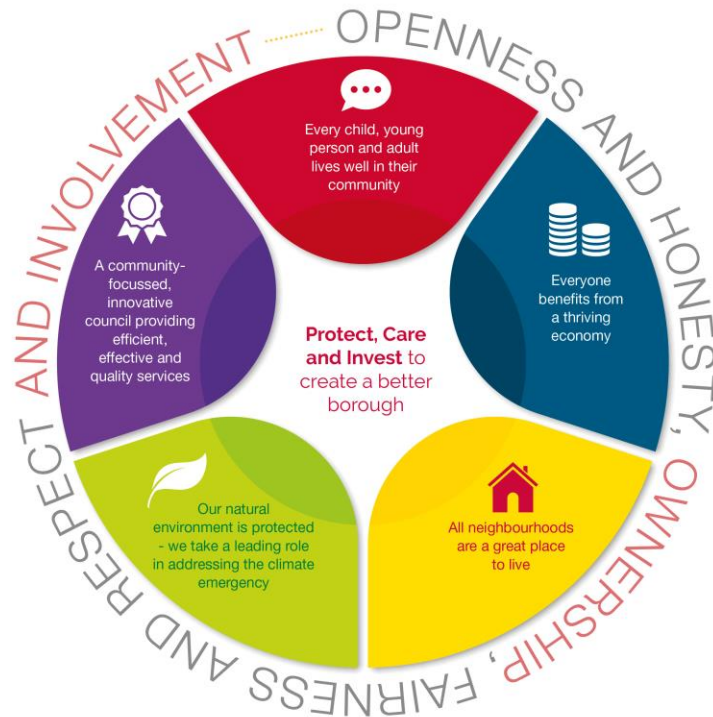 OPENNESS AND HONESTY, OWNERSHIP, FAIRNESS AND RESPECT AND INVOLVEMENT
Every child, young
person and adult
lives well in their
community
Everyone
benefits from
a thriving
economy
All neighbourhoods
are a great place
to live
Our natural
environment is protected
- we take a leading role
in addressing the climate
emergency
A community-
focussed,
innovative
council providing
efficient,
effective and
quality services
Protect, Care
and Invest to
create a better
borough